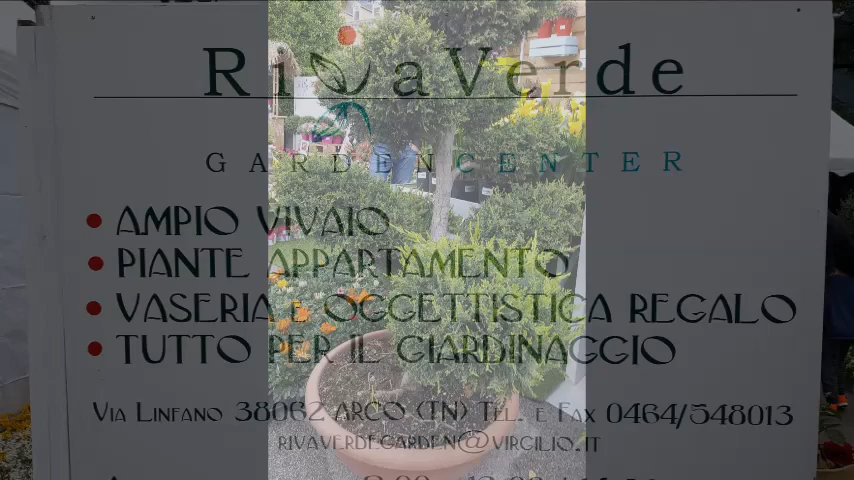 RivaVerde
GARDEN CENTER
AMPIO VIVAIO
PIANTE APPARTAMENTO
VASERIA E OGGETTISTICA REGALO
TUTTO PER IL GIARDINAGGIO
VIA LINFANO 38062 ARCO (TN) TEL. E FAX 0464/548013
RIVAVERDEGARDEN@VIRGILIO.IT